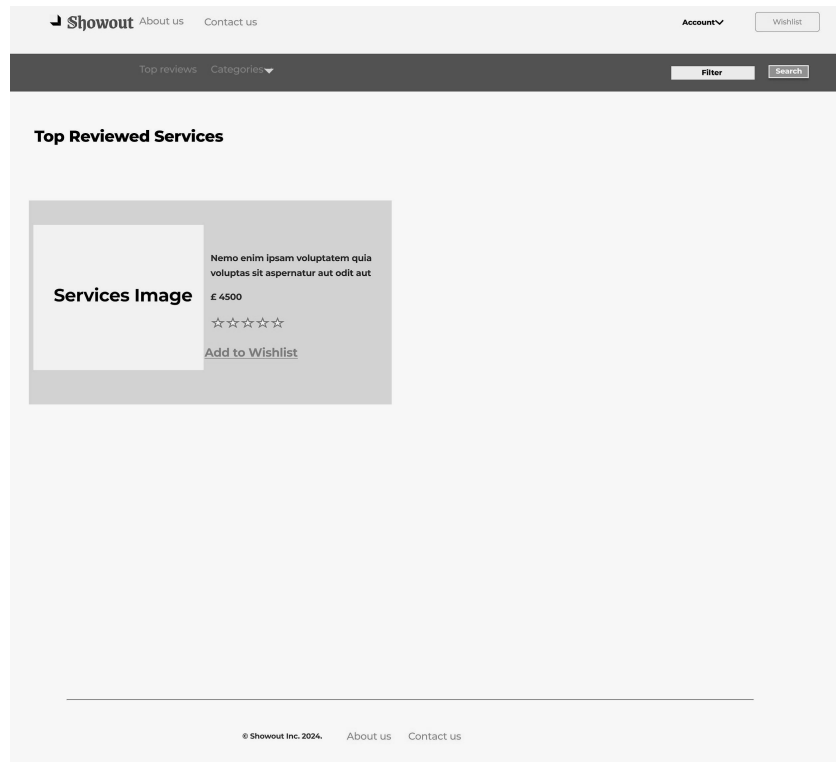 Showout About us Contact us Account Wishlist
Top reviews Categories Filter Search
Top Reviewed Services
Services Image
Nemo enim ipsam voluptatem quia
voluptas sit aspernatur aut odit aut
£ 4500
Add to Wishlist
© Showout Inc. 2024. About us Contact us